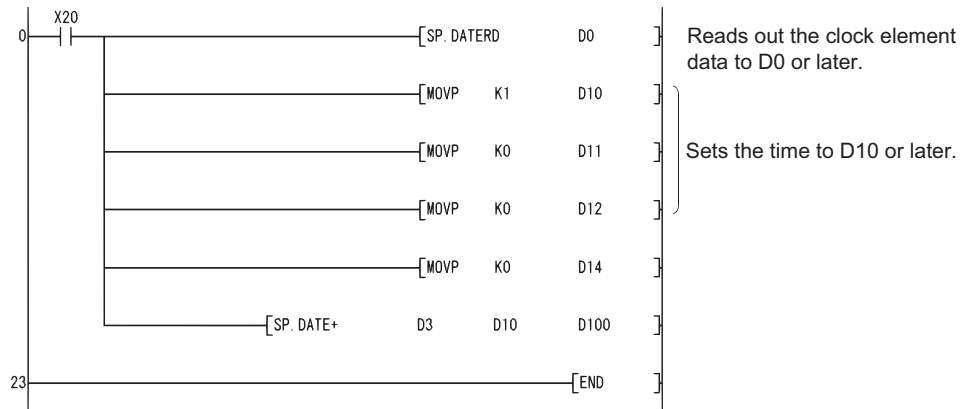 X20
0 [SP.DATERD D0 ] Reads out the clock element
data to D0 or later.
[MOVP K1 D10 ]
[MOVP K0 D11 ] Sets the time to D10 or later.
[MOVP K0 D12 ]
[MOVP K0 D14 ]
[SP.DATE+ D3 D10 D100 ]
23 [END ]